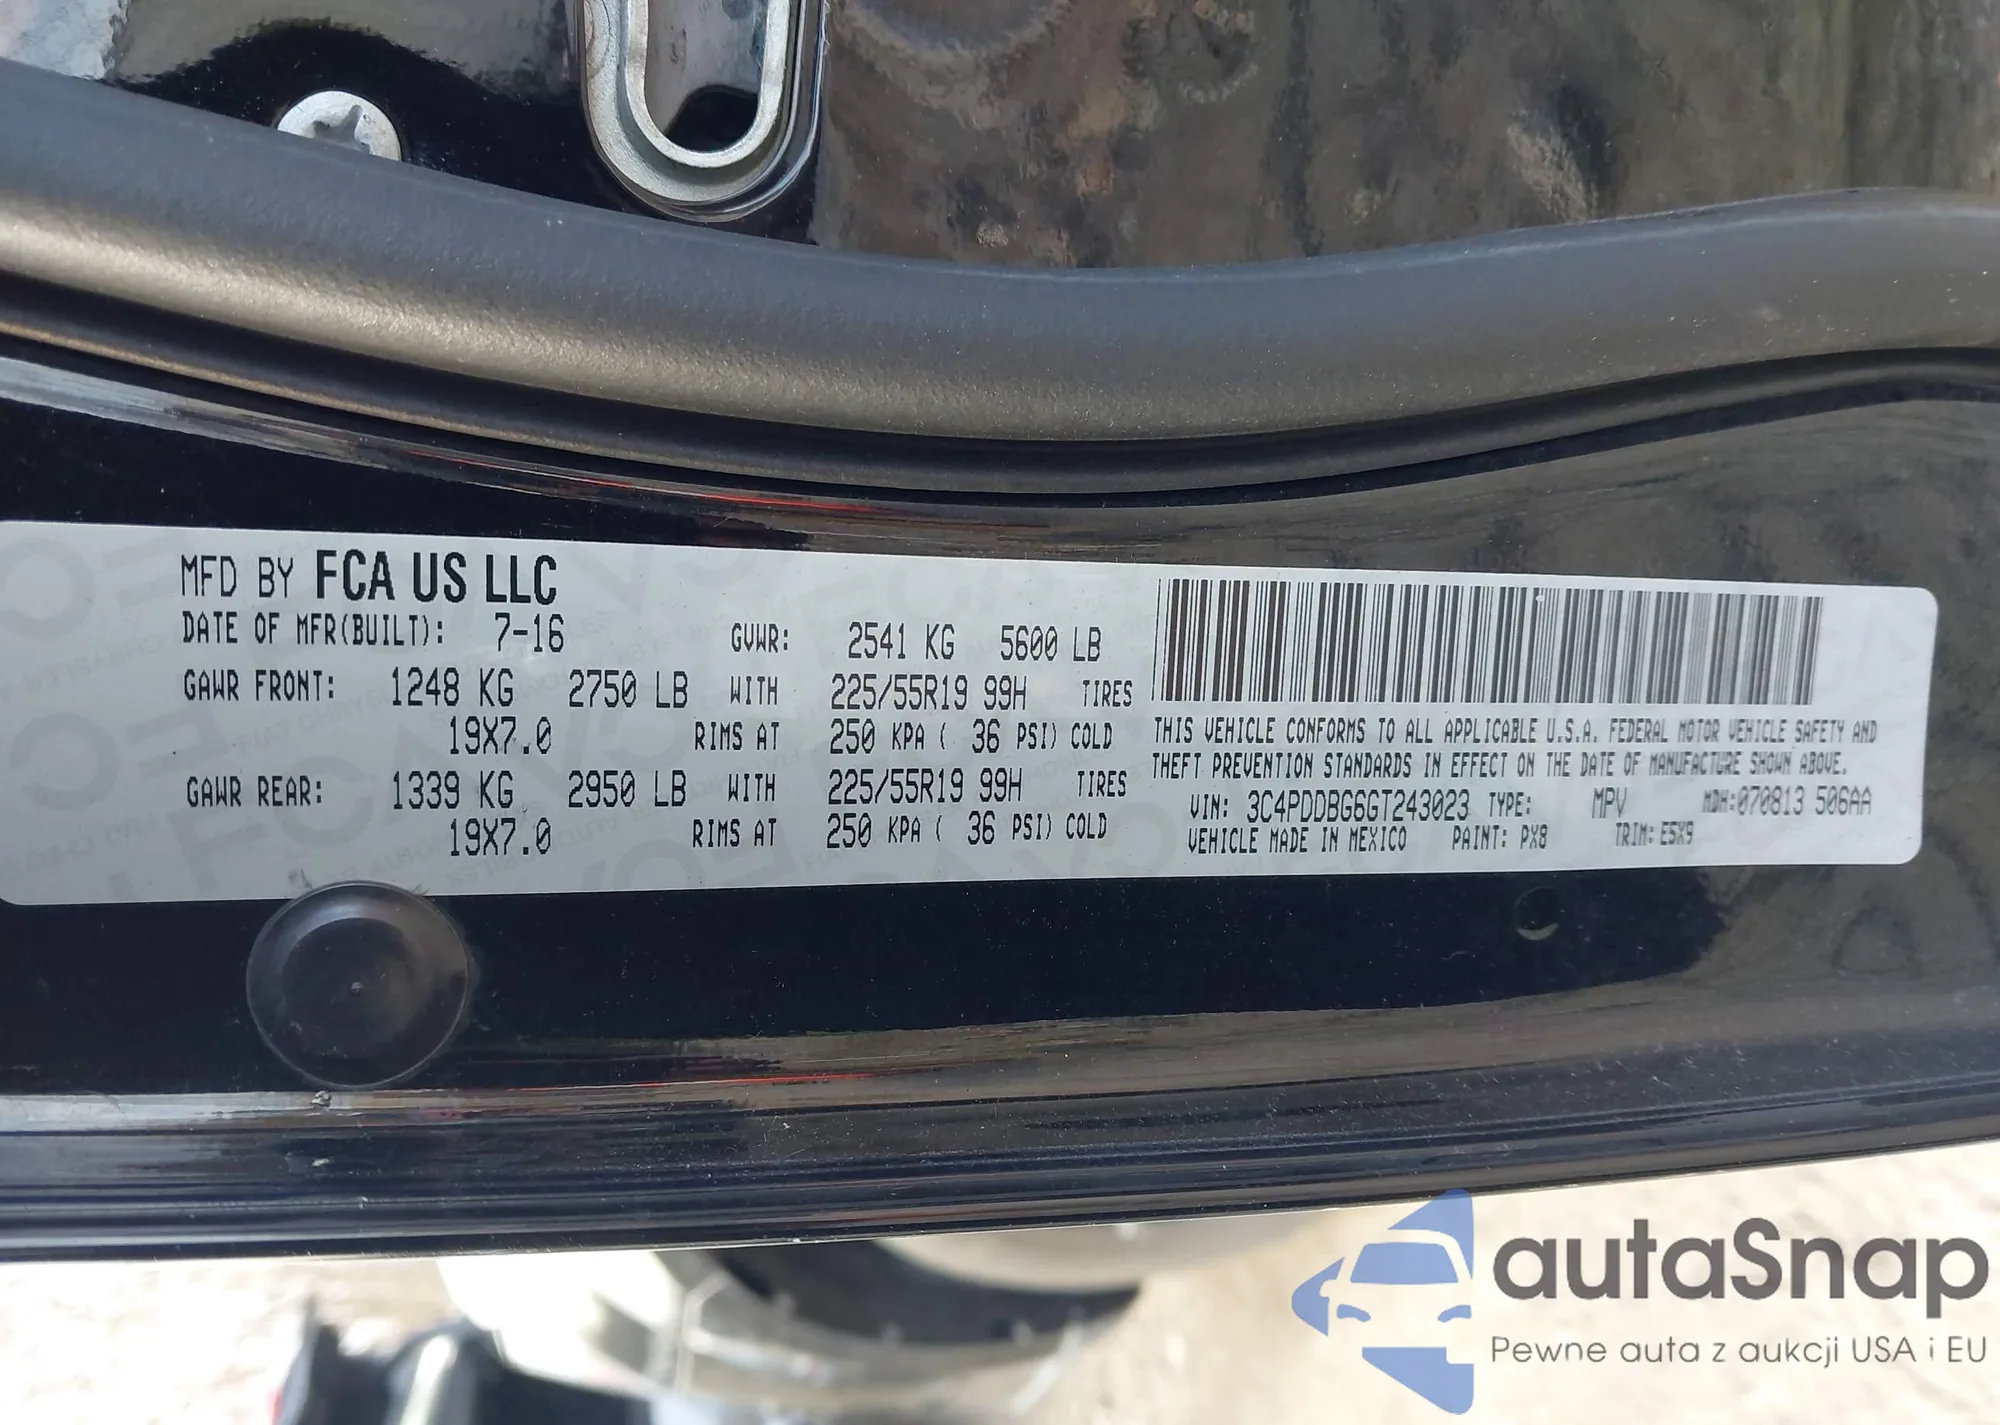 MFD BY FCA US LLC
DATE OF MFR(BUILT): 7-16 GVWR: 2541 KG 5600 LB
GAWR FRONT: 1248 KG 2750 LB WITH 225/55R19 99H TIRES
19X7.0 RIMS AT 250 KPA ( 36 PSI) COLD
GAWR REAR: 1339 KG 2950 LB WITH 225/55R19 99H TIRES
19X7.0 RIMS AT 250 KPA ( 36 PSI) COLD
THIS VEHICLE CONFORMS TO ALL APPLICABLE U.S.A. FEDERAL MOTOR VEHICLE SAFETY AND
THEFT PREVENTION STANDARDS IN EFFECT ON THE DATE OF MANUFACTURE SHOWN ABOVE.
VIN: 3C4PDDBG6GT243023 TYPE: MPV MDH:070813 506AA
VEHICLE MADE IN MEXICO PAINT: PX8 TRIM: E5X9
autaSnap
Pewne auta z aukcji USA i EU